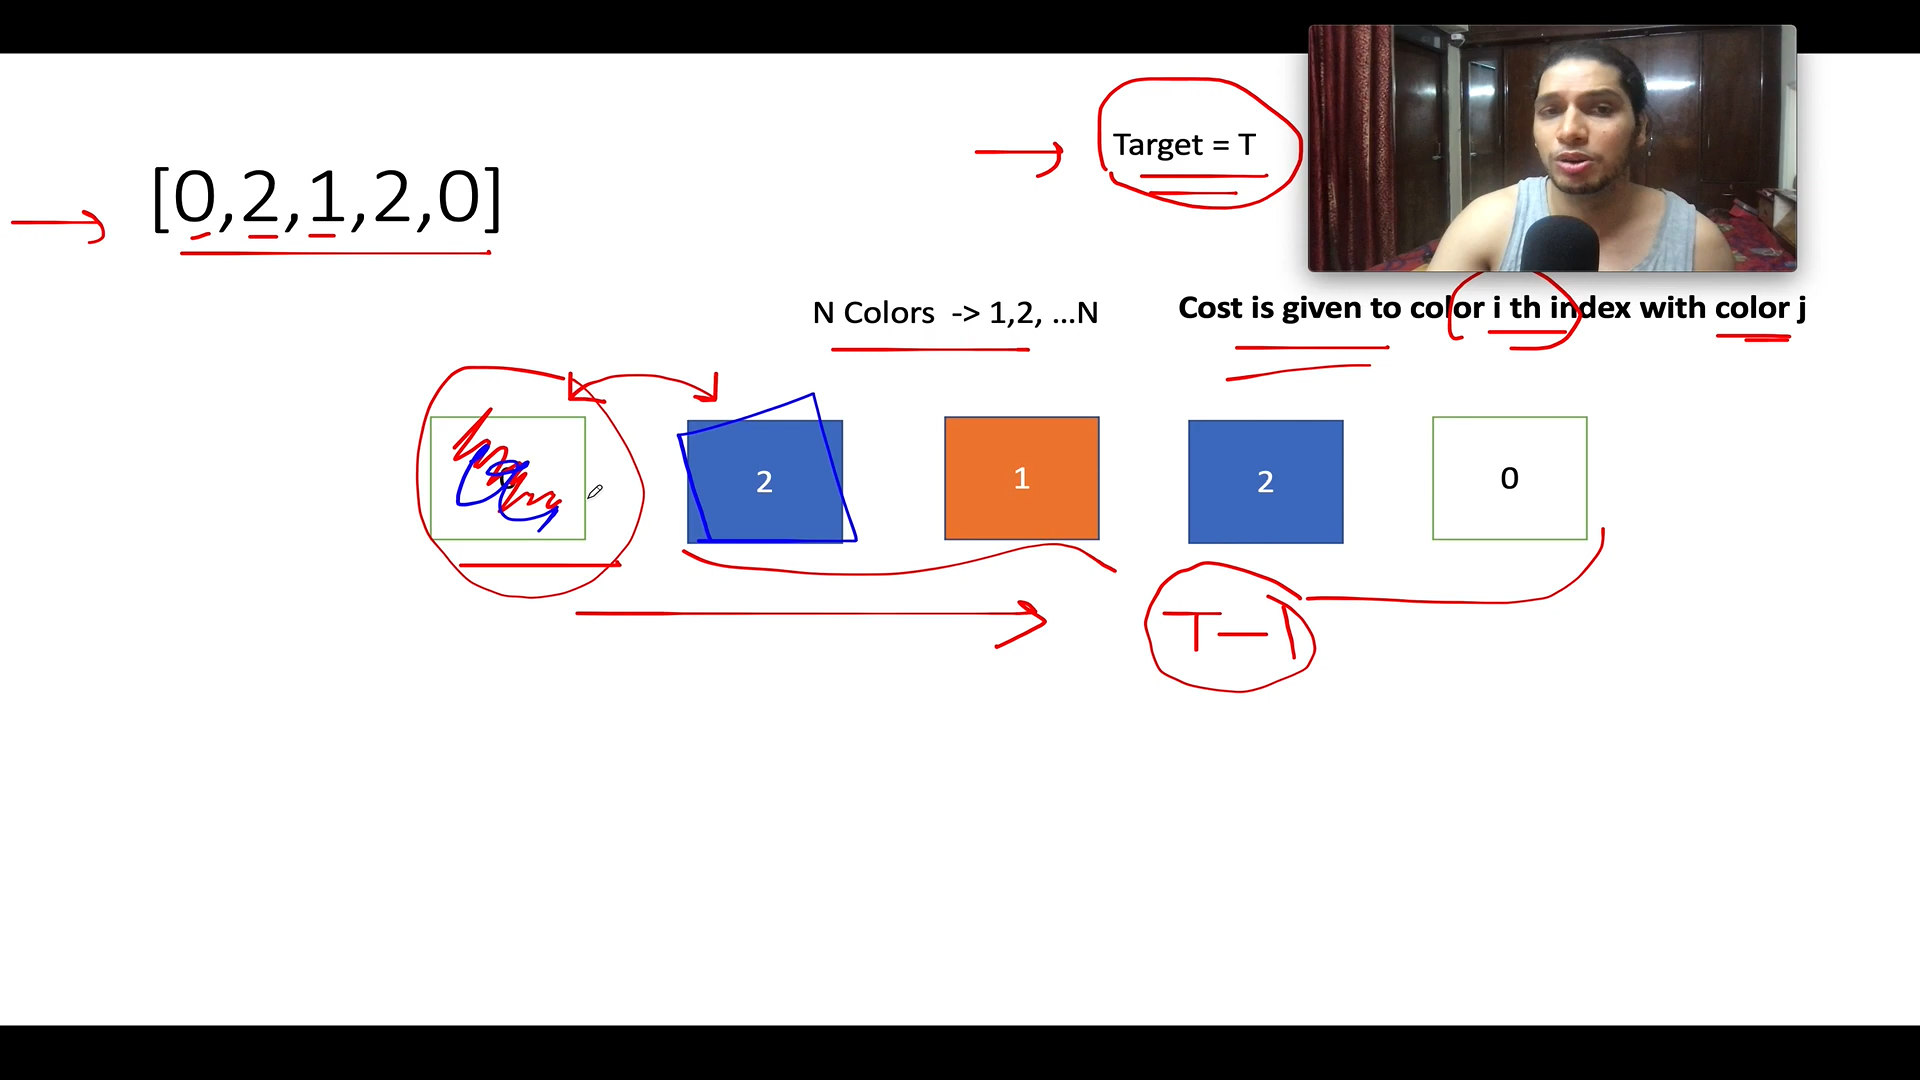 Target = T
[0,2,1,2,0]
N Colors -> 1,2, ...N
Cost is given to color i th index with color j
2
1
2
0
T-1